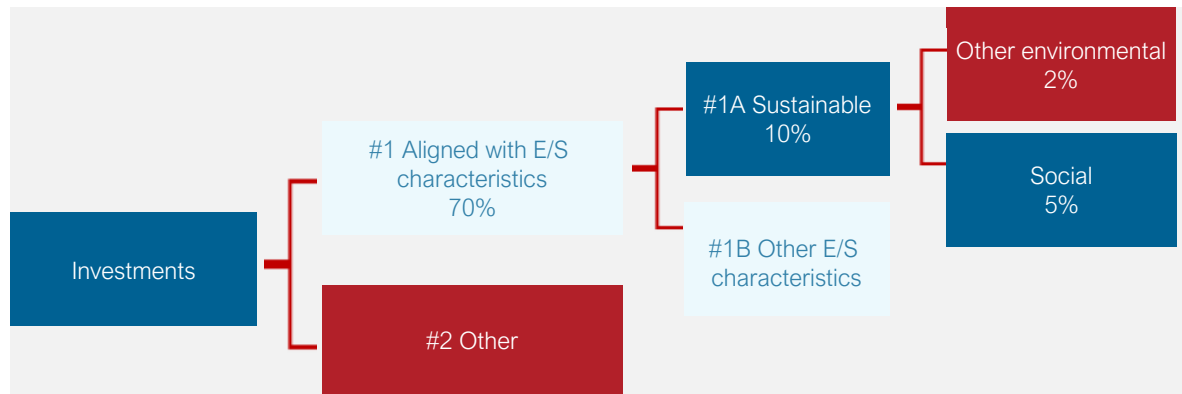 Investments
#1 Aligned with E/S
characteristics
70%
#2 Other
#1A Sustainable
10%
#1B Other E/S
characteristics
Other environmental
2%
Social
5%